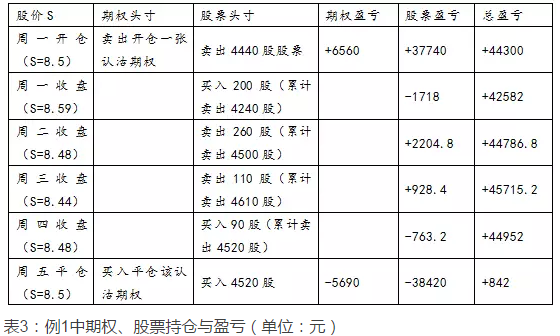 股价 S 期权头寸 股票头寸 期权盈亏 股票盈亏 总盈亏
周一开仓 卖出开仓一张 卖出 4440 股股票 +6560 +37740 +44300
（S=8.5） 认沽期权
周一收盘 买入 200 股（累计 -1718 +42582
（S=8.59） 卖出 4240 股）
周二收盘 卖出 260 股（累计 +2204.8 +44786.8
（S=8.48） 卖出 4500 股）
周三收盘 卖出 110 股（累计 +928.4 +45715.2
（S=8.44） 卖出 4610 股）
周四收盘 买入 90 股（累计卖 -763.2 +44952
（S=8.48） 出 4520 股）
周五平仓 买入平仓该认 买入 4520 股 -5690 -38420 +842
（S=8.5） 沽期权
表3：例1中期权、股票持仓与盈亏（单位：元）